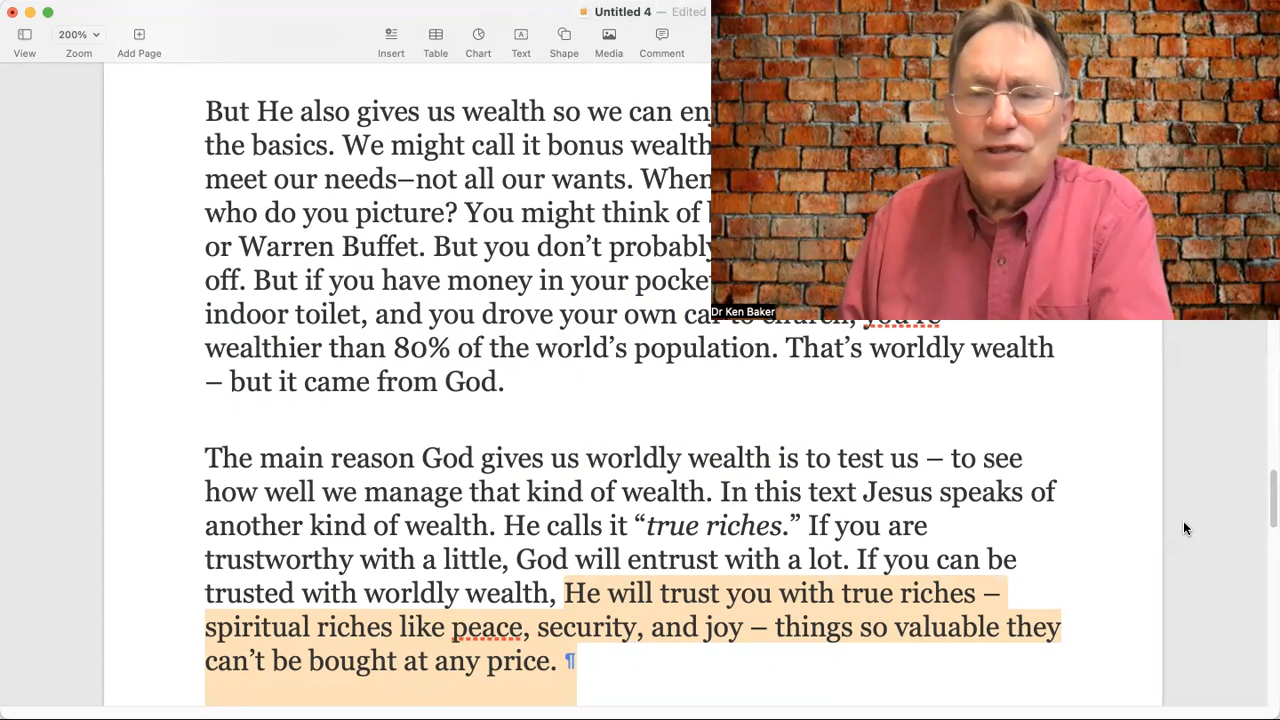 Untitled 4 — Edited
View
200%
Zoom
Add Page
Insert
Table
Chart
Text
Shape
Media
Comment
But He also gives us wealth so we can
the basics. We might call it bonus wealth
meet our needs–not all our wants. When
who do you picture? You might think of
or Warren Buffet. But you don’t probably
off. But if you have money in your
indoor toilet, and you drove your own car to church, you’re
wealthier than 80% of the world’s population. That’s worldly wealth
– but it came from God.
The main reason God gives us worldly wealth is to test us – to see
how well we manage that kind of wealth. In this text Jesus speaks of
another kind of wealth. He calls it “true riches.” If you are
trustworthy with a little, God will entrust with a lot. If you can be
trusted with worldly wealth, He will trust you with true riches –
spiritual riches like peace, security, and joy – things so valuable they
can’t be bought at any price. ¶
Dr Ken Baker